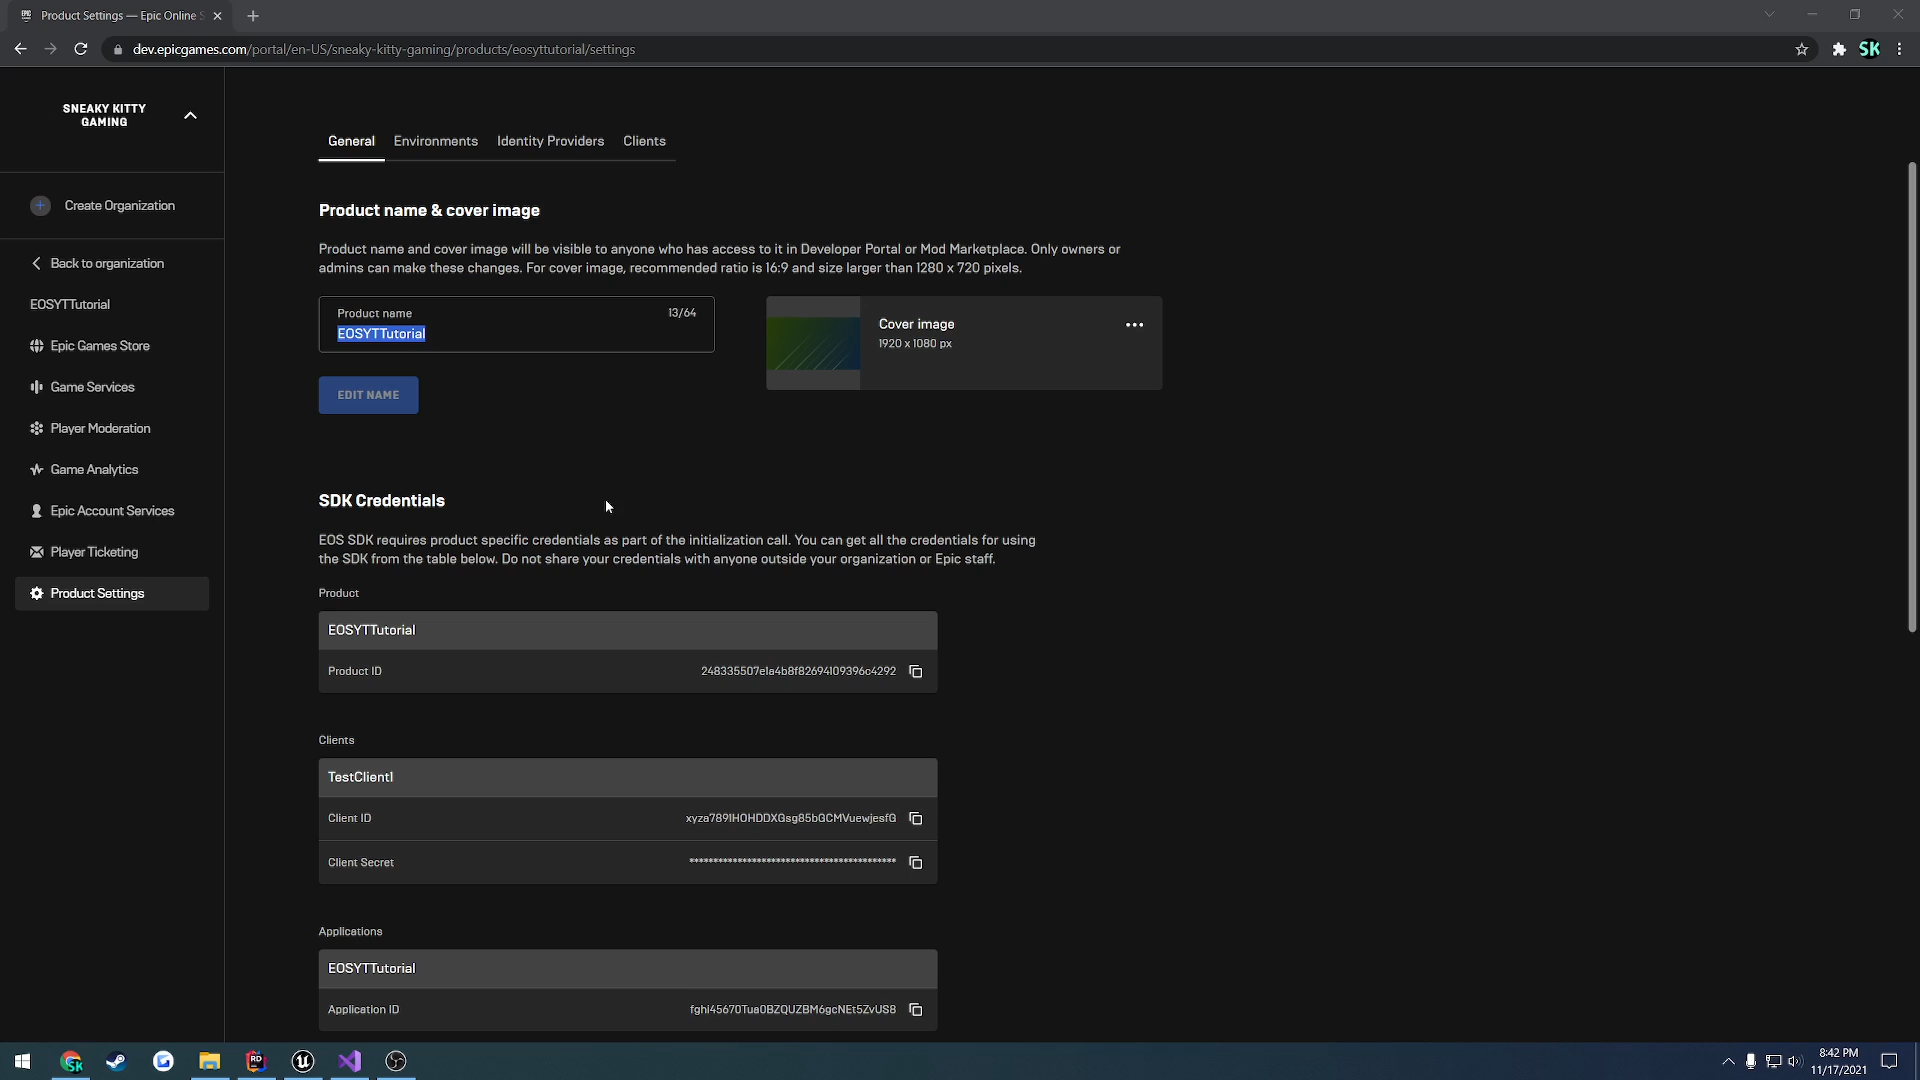 Product Settings — Epic Online S
dev.epicgames.com/portal/en-US/sneaky-kitty-gaming/products/eosyttutorial/settings
SK
SNEAKY KITTY
GAMING
Create Organization
Back to organization
EOSYTTutorial
Epic Games Store
Game Services
Player Moderation
Game Analytics
Epic Account Services
Player Ticketing
Product Settings
General Environments Identity Providers Clients
Product name & cover image
Product name and cover image will be visible to anyone who has access to it in Developer Portal or Mod Marketplace. Only owners or
admins can make these changes. For cover image, recommended ratio is 16:9 and size larger than 1280 x 720 pixels.
Product name 13/64
EOSYTTutorial
Cover image
1920 x 1080 px
EDIT NAME
SDK Credentials
EOS SDK requires product specific credentials as part of the initialization call. You can get all the credentials for using
the SDK from the table below. Do not share your credentials with anyone outside your organization or Epic staff.
Product
EOSYTTutorial
Product ID 248335507e1a4b8f82694109396c4292
Clients
TestClient1
Client ID xyza7891HOHDDXGsg85bGCMVuewjesfG
Client Secret *******************************************
Applications
EOSYTTutorial
Application ID fghi45670Tua0BZQUZBM6gcNEt5ZvUS8
8:42 PM
11/17/2021